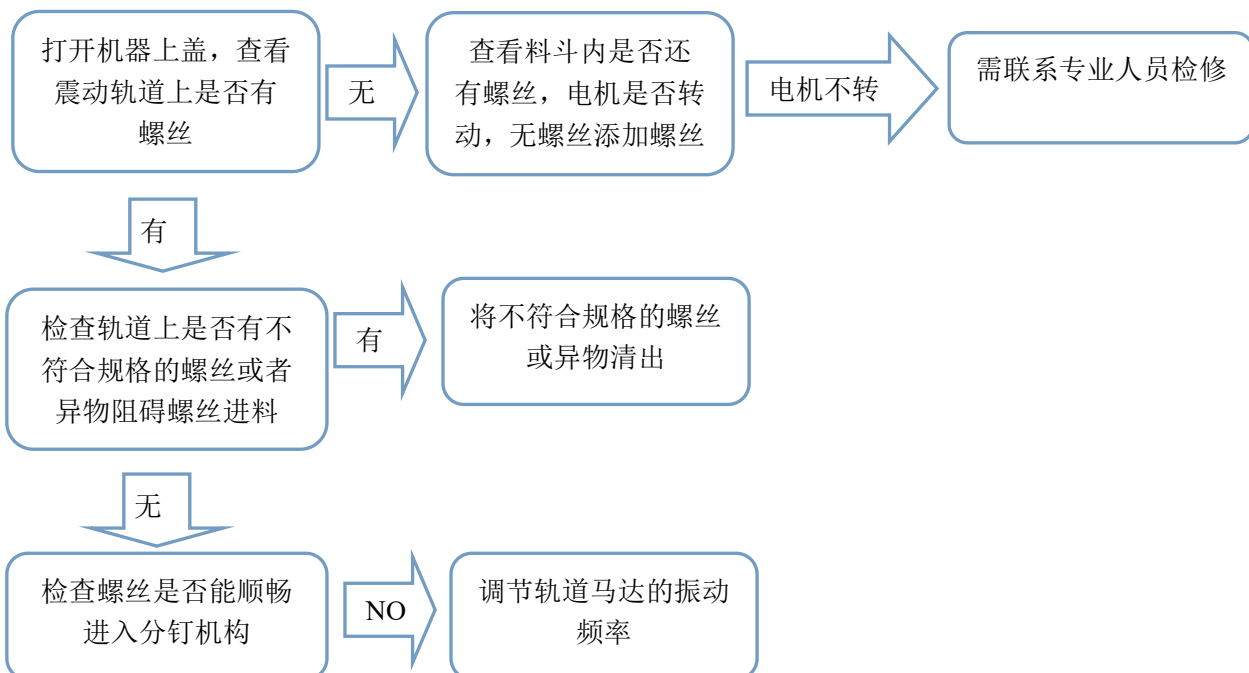 打开机器上盖，查看
震动轨道上是否有
螺丝
无
查看料斗内是否还
有螺丝，电机是否转
动，无螺丝添加螺丝
电机不转
需联系专业人员检修
有
检查轨道上是否有不
符合规格的螺丝或者
异物阻碍螺丝进料
有
将不符合规格的螺丝
或异物清出
无
检查螺丝是否能顺畅
进入分钉机构
NO
调节轨道马达的振动
频率